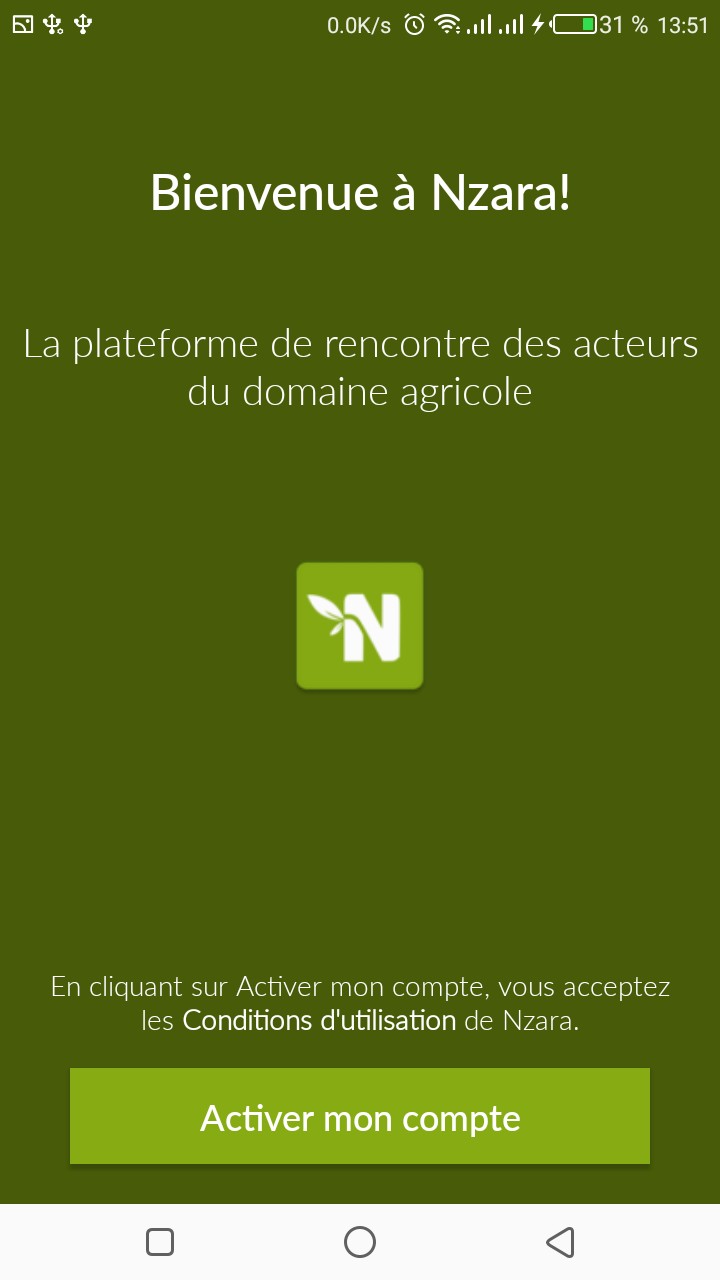 0.0K/s 31 % 13:51
Bienvenue à Nzara!
La plateforme de rencontre des acteurs
du domaine agricole
N
En cliquant sur Activer mon compte, vous acceptez
les Conditions d'utilisation de Nzara.
Activer mon compte